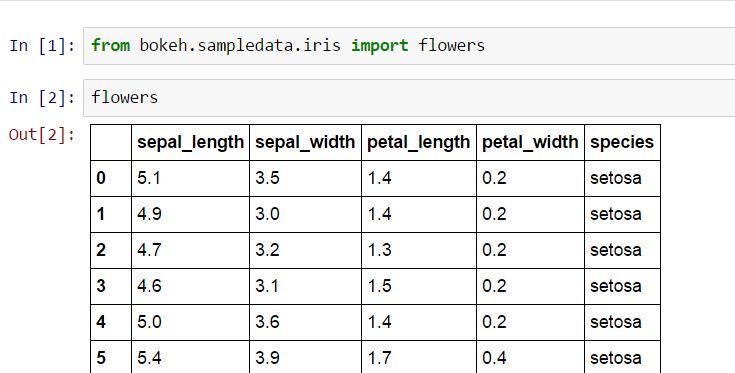 In [1]: from bokeh.sampledata.iris import flowers
In [2]: flowers
Out[2]:
sepal_length sepal_width petal_length petal_width species
0 5.1 3.5 1.4 0.2 setosa
1 4.9 3.0 1.4 0.2 setosa
2 4.7 3.2 1.3 0.2 setosa
3 4.6 3.1 1.5 0.2 setosa
4 5.0 3.6 1.4 0.2 setosa
5 5.4 3.9 1.7 0.4 setosa